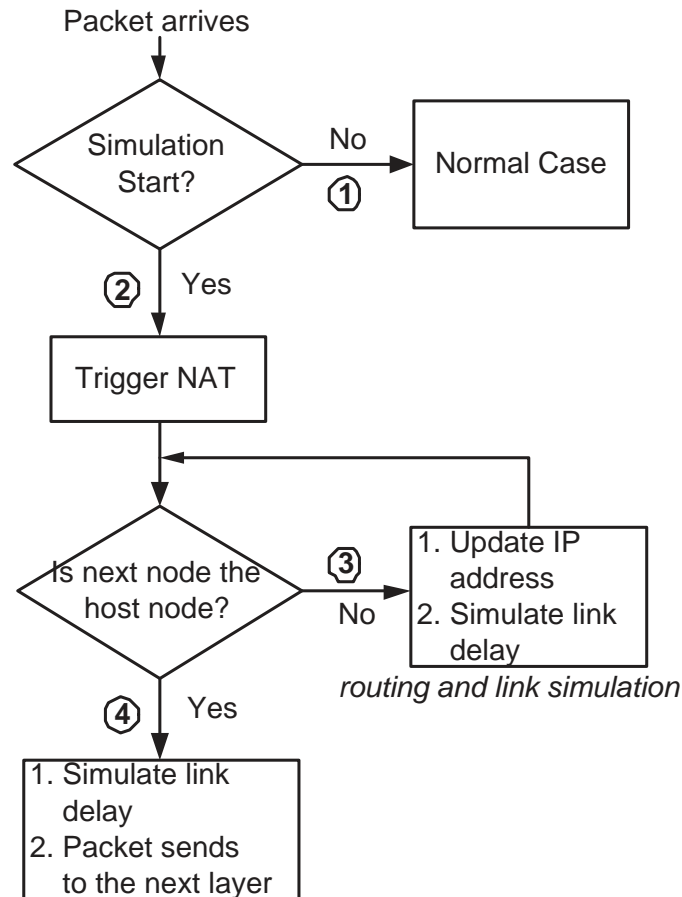 Packet arrives
Simulation
Start?
No
1
Normal Case
2
Yes
Trigger NAT
Is next node the
host node?
3
No
1. Update IP
address
2. Simulate link
delay
routing and link simulation
4
Yes
1. Simulate link
delay
2. Packet sends
to the next layer